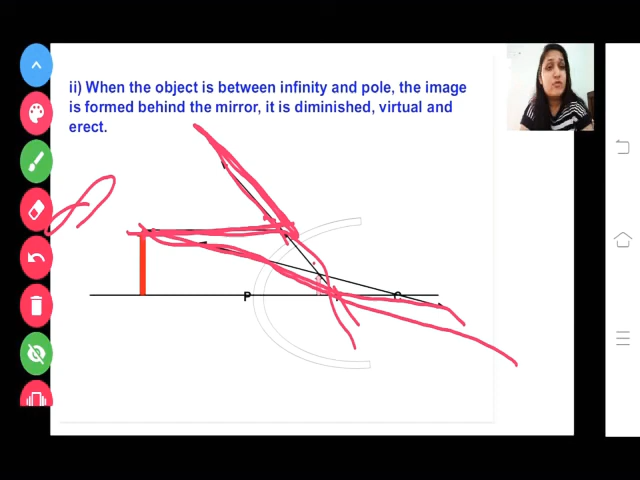 ii) When the object is between infinity and pole, the image
is formed behind the mirror, it is diminished, virtual and
erect.
P
C